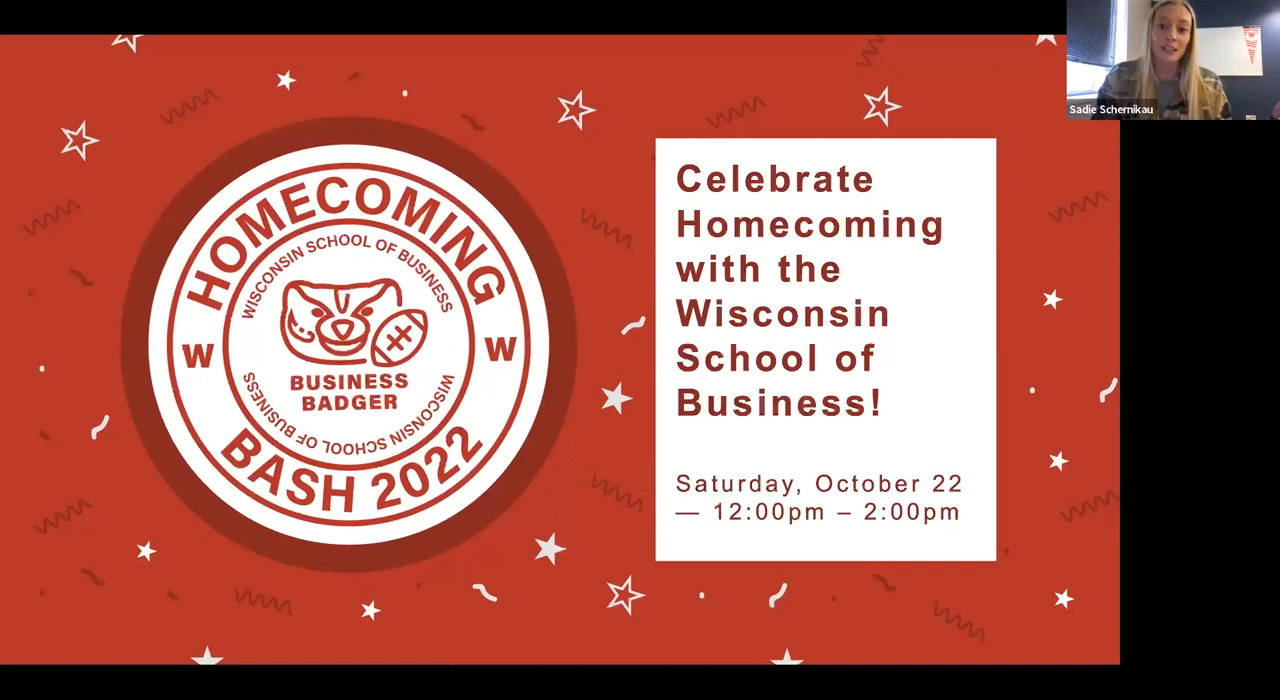 HOMECOMING
WISCONSIN SCHOOL OF BUSINESS
W
W
BUSINESS
BADGER
WISCONSIN SCHOOL OF BUSINESS
BASH 2022
Celebrate
Homecoming
with the
Wisconsin
School of
Business!
Saturday, October 22
— 12:00pm – 2:00pm
Sadie Schernikau